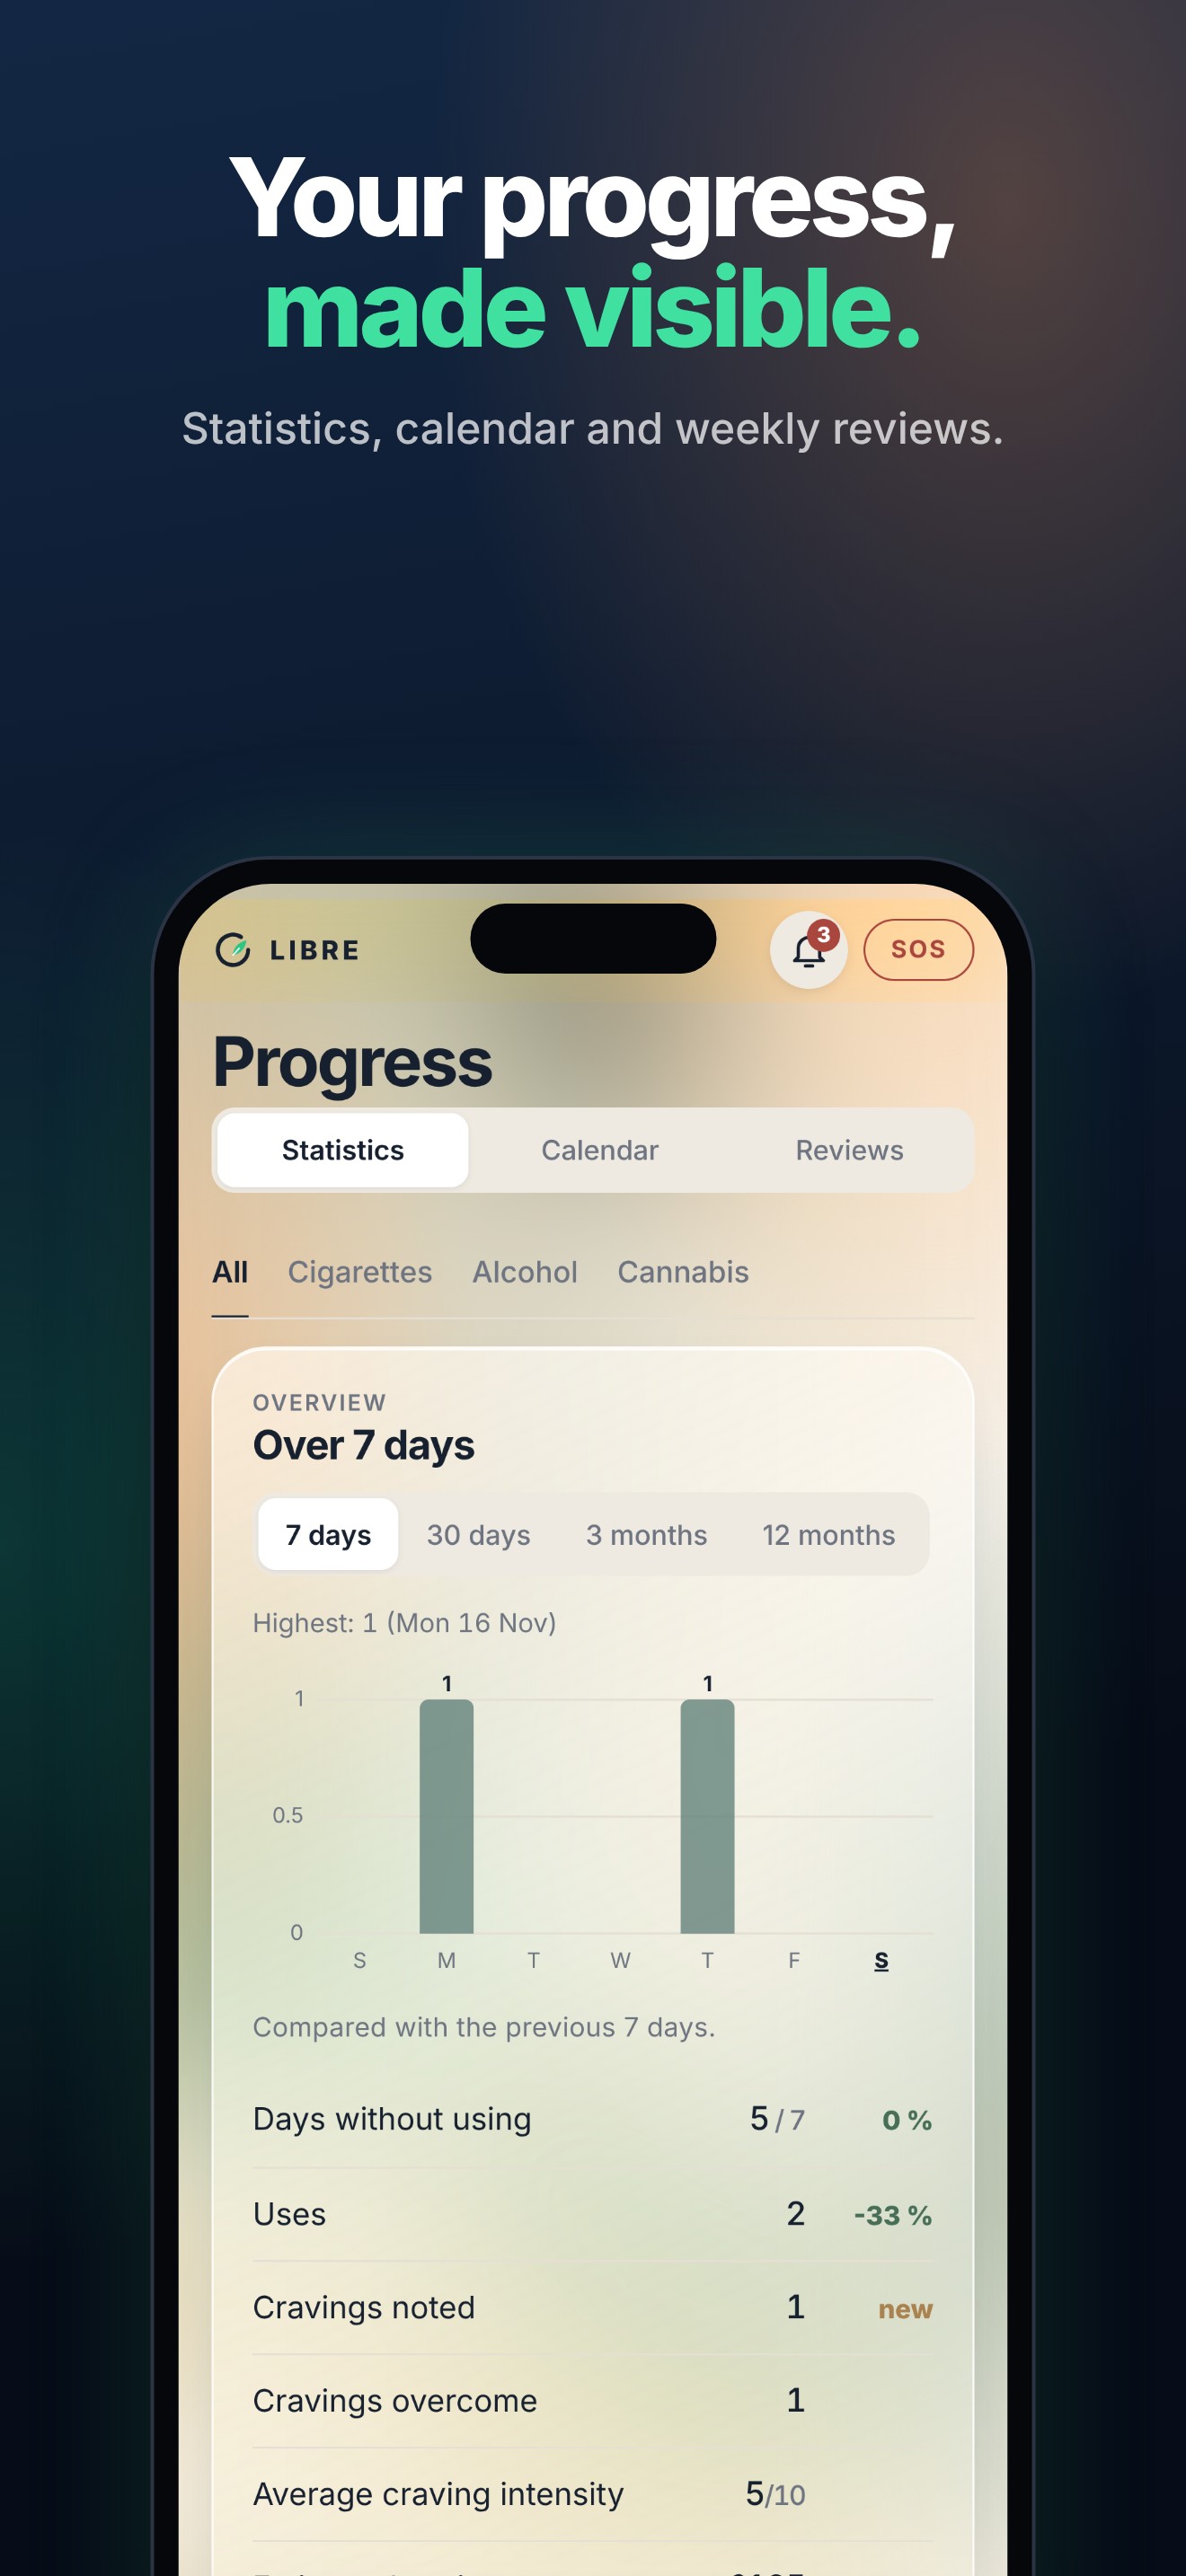 Your progress,
made visible.
Statistics, calendar and weekly reviews.
LIBRE
3
SOS
Progress
Statistics Calendar Reviews
All Cigarettes Alcohol Cannabis
OVERVIEW
Over 7 days
7 days 30 days 3 months 12 months
Highest: 1 (Mon 16 Nov)
1 1
1
0.5
0
S M T W T F S
Compared with the previous 7 days.
Days without using 5 / 7 0 %
Uses 2 -33 %
Cravings noted 1 new
Cravings overcome 1
Average craving intensity 5/10